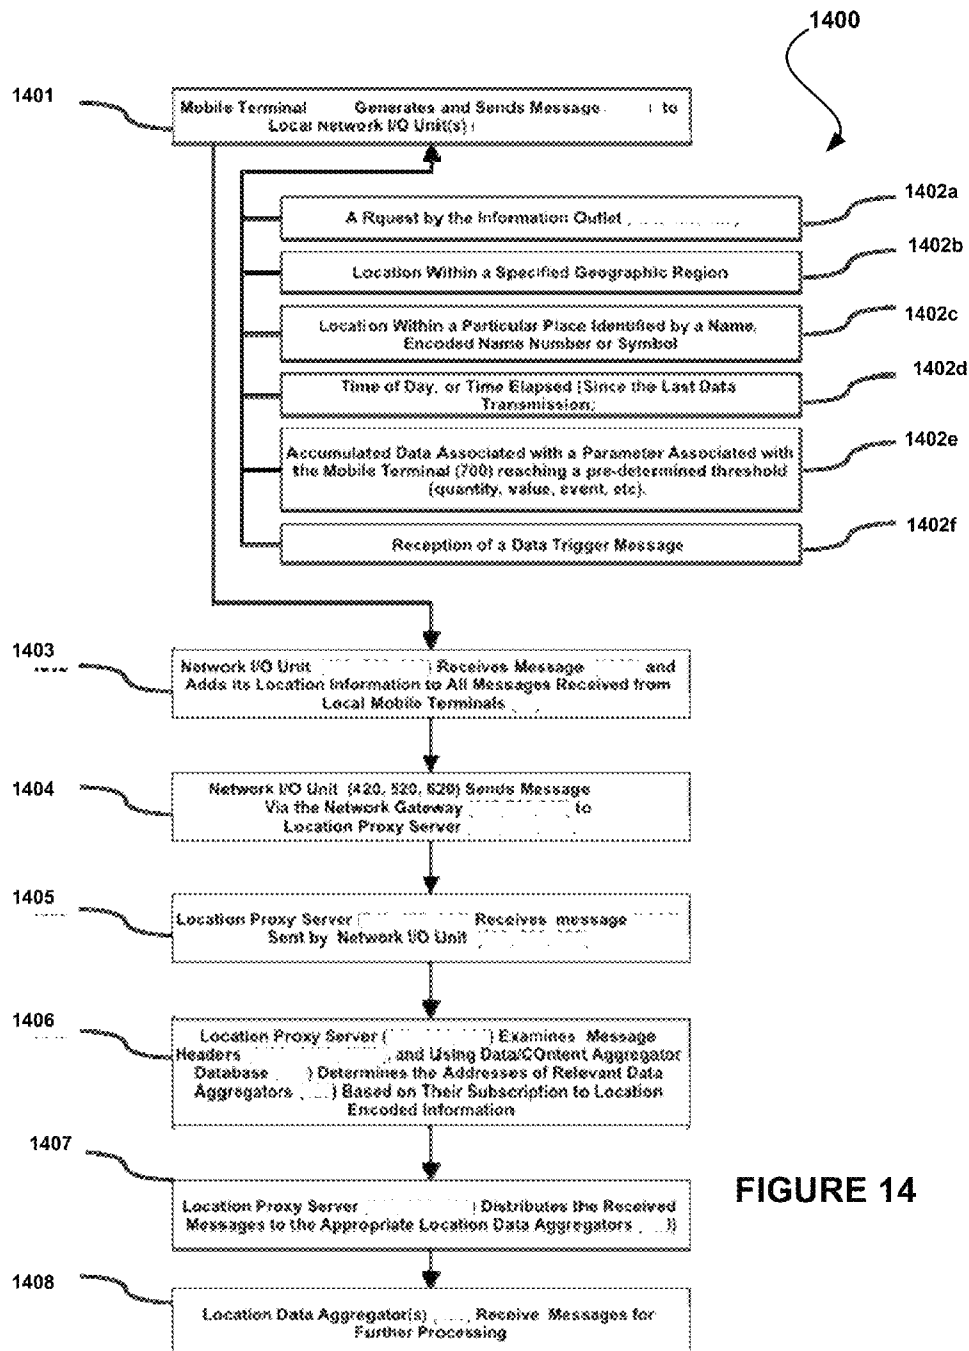 1400
1401
Mobile Terminal Generates and Sends Message to
Local Network I/O Unit(s)
1402a
A Rquest by the Information Outlet
1402b
Location Within a Specified Geographic Region
1402c
Location Within a Particular Place Identified by a Name,
Encoded Name Number or Symbol
1402d
Time of Day, or Time Elapsed (Since the Last Data
Transmission;
1402e
Accumulated Data Associated with a Parameter Associated with
the Mobile Terminal (700) reaching a pre-determined threshold
(quantity, value, event, etc).
1402f
Reception of a Data Trigger Message
1403
Network I/O Unit ) Receives Message and
Adds its Location Information to All Messages Received from
Local Mobile Terminals
1404
Network I/O Unit (420, 520, 620) Sends Message
Via the Network Gateway to
Location Proxy Server
1405
Location Proxy Server Receives message
Sent by Network I/O Unit
1406
Location Proxy Server ( ) Examines Message
Headers , and Using Data/COntent Aggregator
Database ) Determines the Addresses of Relevant Data
Aggregators ) Based on Their Subscription to Location
Encoded Information
1407
Location Proxy Server ) Distributes the Received
Messages to the Appropriate Location Data Aggregators ))
FIGURE 14
1408
Location Data Aggregator(s) Receive Messages for
Further Processing